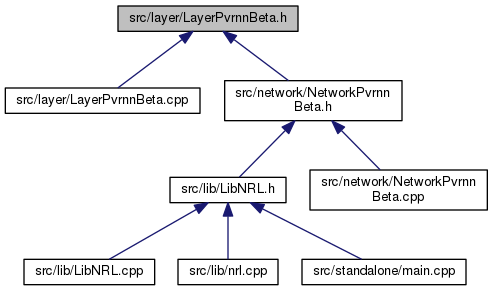 src/layer/LayerPvrnnBeta.h
src/layer/LayerPvrnnBeta.cpp
src/network/NetworkPvrnn
Beta.h
src/lib/LibNRL.h
src/network/NetworkPvrnn
Beta.cpp
src/lib/LibNRL.cpp
src/lib/nrl.cpp
src/standalone/main.cpp